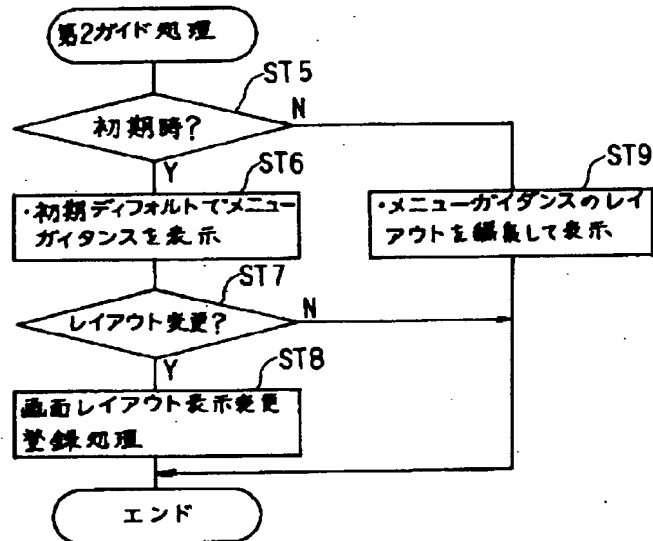 第2ガイド処理
ST5
初期時?
N
Y
ST6
・初期ディフォルトでメニュー
ガイタンスを表示
ST9
・メニューガイダンスのレイ
アウトを編集して表示
ST7
レイアウト変更?
N
Y
ST8
画面レイアウト表示変更
登録処理
エンド